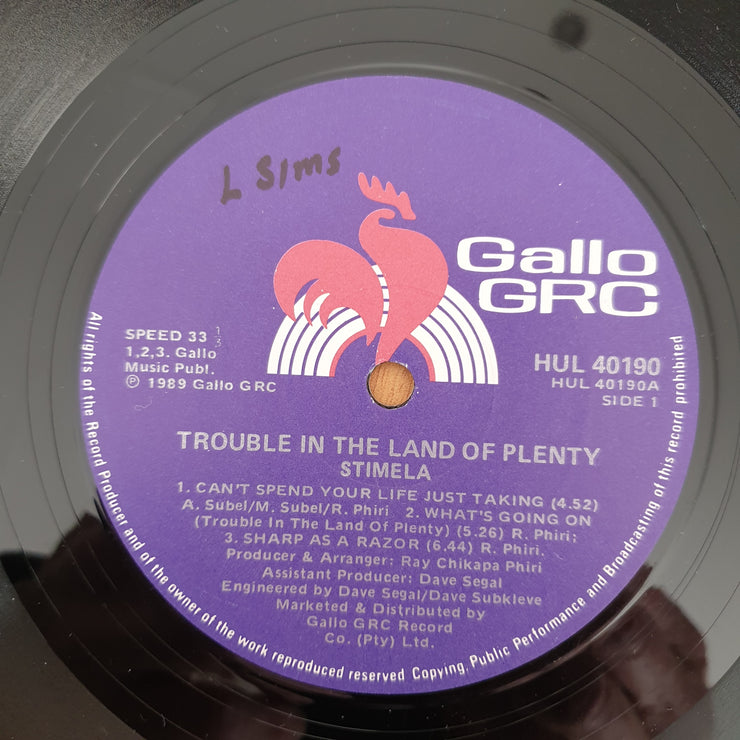 L Sims
Gallo
GRC
SPEED 33 1/3
1,2,3. Gallo
Music Publ.
Ⓟ 1989 Gallo GRC
HUL 40190
HUL 40190A
SIDE 1
TROUBLE IN THE LAND OF PLENTY
STIMELA
1. CAN'T SPEND YOUR LIFE JUST TAKING (4.52)
A. Subel/M. Subel/R. Phiri 2. WHAT'S GOING ON
(Trouble In The Land Of Plenty) (5.26) R. Phiri;
3. SHARP AS A RAZOR (6.44) R. Phiri.
Producer & Arranger: Ray Chikapa Phiri
Assistant Producer: Dave Segal
Engineered by Dave Segal/Dave Subkleve
Marketed & Distributed by
Gallo GRC Record
Co. (Pty) Ltd.
All rights of the Record Producer and of the owner of the work reproduced reserved Copying, Public Performance and Broadcasting of this record prohibited